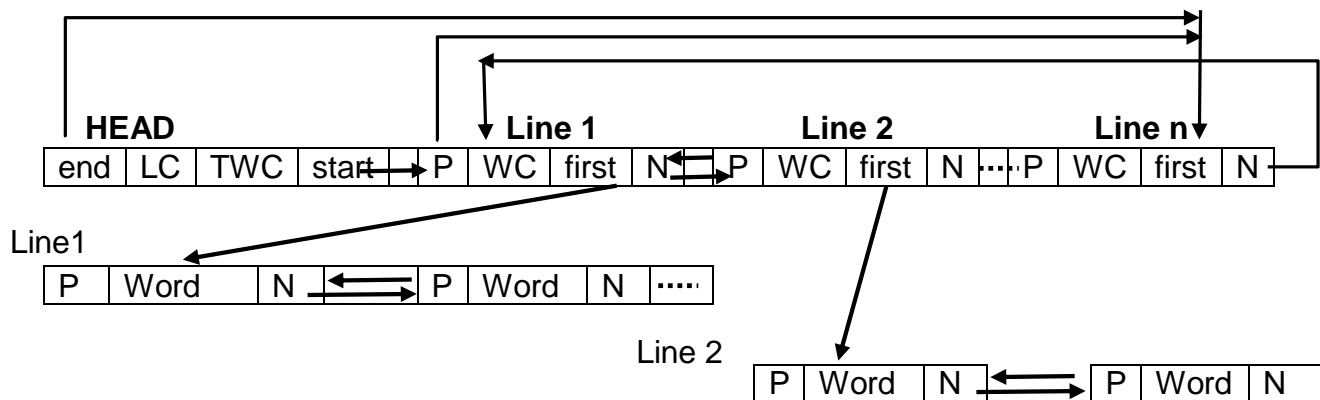 HEAD Line 1 Line 2 Line n
end LC TWC start P WC first N P WC first N P WC first N
Line1
P Word N P Word N
Line 2
P Word N P Word N